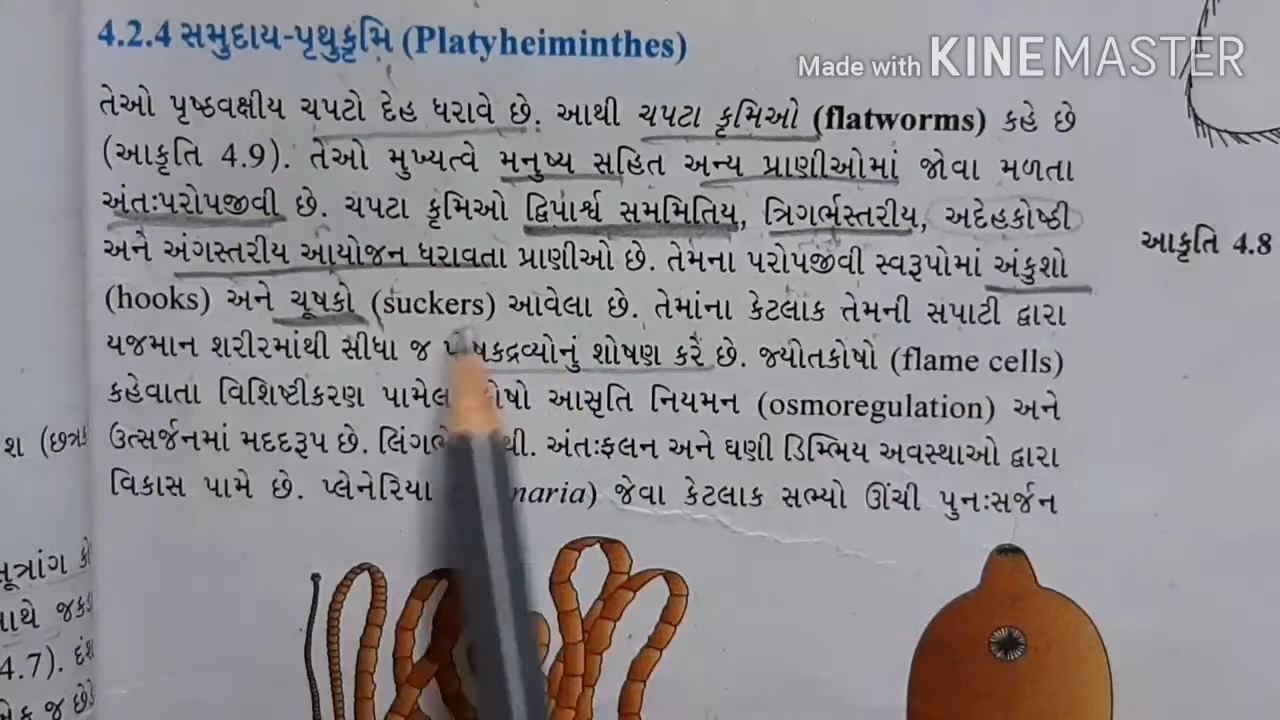 4.2.4 સમુદાય-પૃથુકૃમિ (Platyheiminthes)
Made with KINEMASTER
તેઓ પૃષ્ઠવક્ષીય ચપટો દેહ ધરાવે છે. આથી ચપટા કૃમિઓ (flatworms) કહે છે
(આકૃતિ 4.9). તેઓ મુખ્યત્વે મનુષ્ય સહિત અન્ય પ્રાણીઓમાં જોવા મળતા
અંતઃપરોપજીવી છે. ચપટા કૃમિઓ દ્વિપાર્શ્વ સમમિતિય, ત્રિગર્ભસ્તરીય, અદેહકોષ્ઠી
અને અંગસ્તરીય આયોજન ધરાવતા પ્રાણીઓ છે. તેમના પરોપજીવી સ્વરૂપોમાં અંકુશો
(hooks) અને ચૂષકો (suckers) આવેલા છે. તેમાંના કેટલાક તેમની સપાટી દ્વારા
યજમાન શરીરમાંથી સીધા જ શોષણ કરે છે. જ્યોતકોષો (flame cells)
કહેવાતા વિશિષ્ટીકરણ આસૃતિ નિયમન (osmoregulation) અને
ઉત્સર્જનમાં મદદરૂપ છે. અંતઃફલન અને ઘણી ડિમ્ભિય અવસ્થાઓ દ્વારા
વિકાસ પામે છે. પ્લેનેરિયા જેવા કેટલાક સભ્યો ઊંચી પુનઃસર્જન
આકૃતિ 4.8
શ (છત્રક
સૂત્રાંગ
4.7). દંશ
જ છેડે